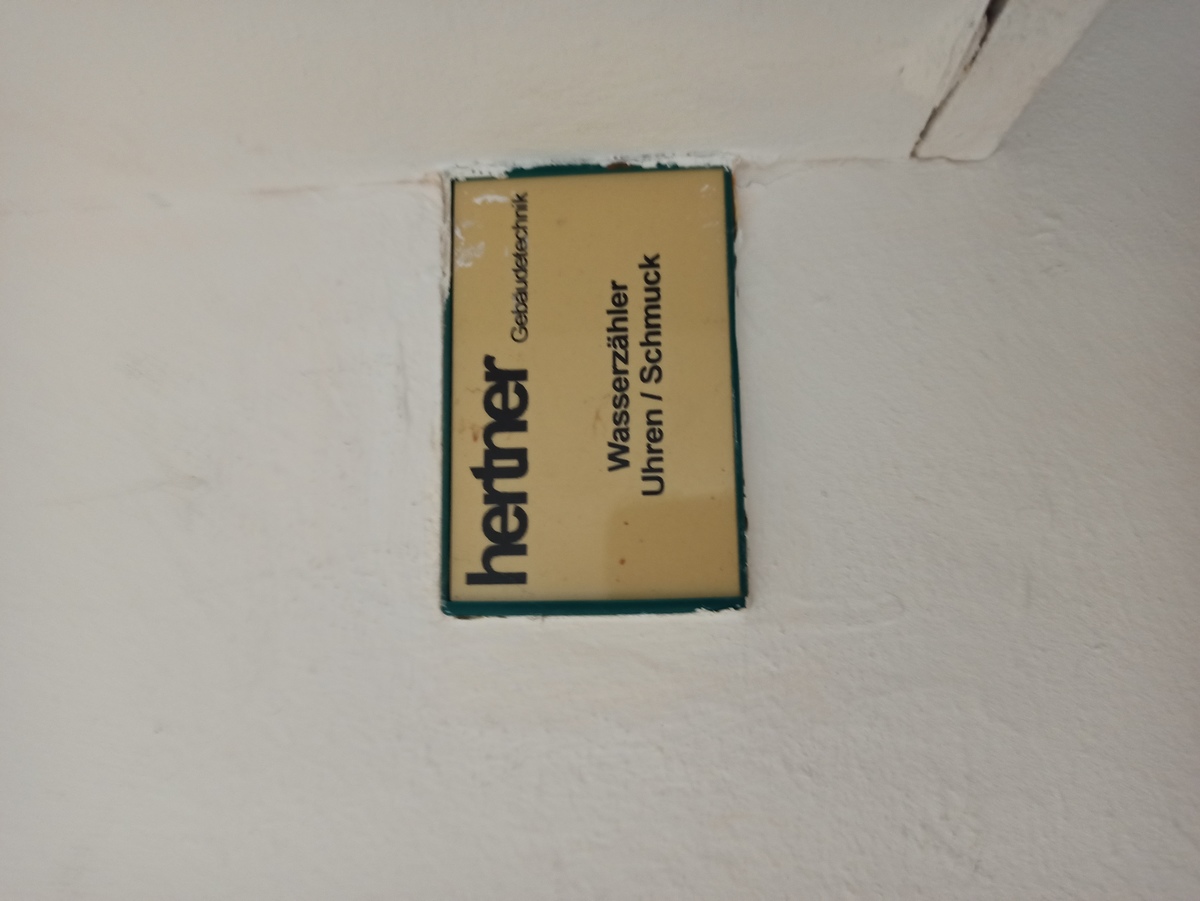 hertner Gebäudetechnik
Wasserzähler
Uhren / Schmuck